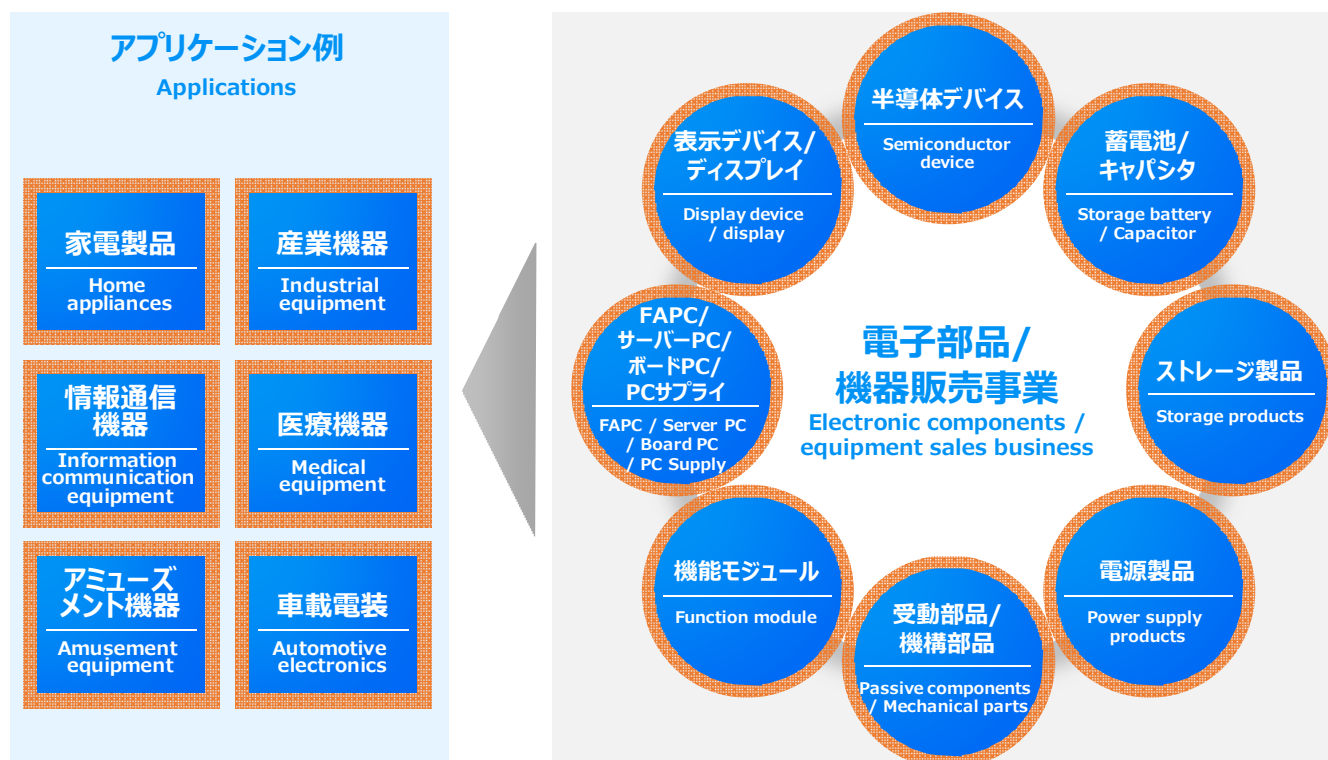 アプリケーション例
Applications
家電製品
Home
appliances
産業機器
Industrial
equipment
情報通信
機器
Information
communication
equipment
医療機器
Medical
equipment
アミューズ
メント機器
Amusement
equipment
車載電装
Automotive
electronics
半導体デバイス
Semiconductor
device
表示デバイス/
ディスプレイ
Display device
/ display
蓄電池/
キャパシタ
Storage battery
/ Capacitor
FAPC/
サーバーPC/
ボードPC/
PCサプライ
FAPC / Server PC
/ Board PC
/ PC Supply
電子部品/
機器販売事業
Electronic components /
equipment sales business
ストレージ製品
Storage products
機能モジュール
Function module
受動部品/
機構部品
Passive components
/ Mechanical parts
電源製品
Power supply
products